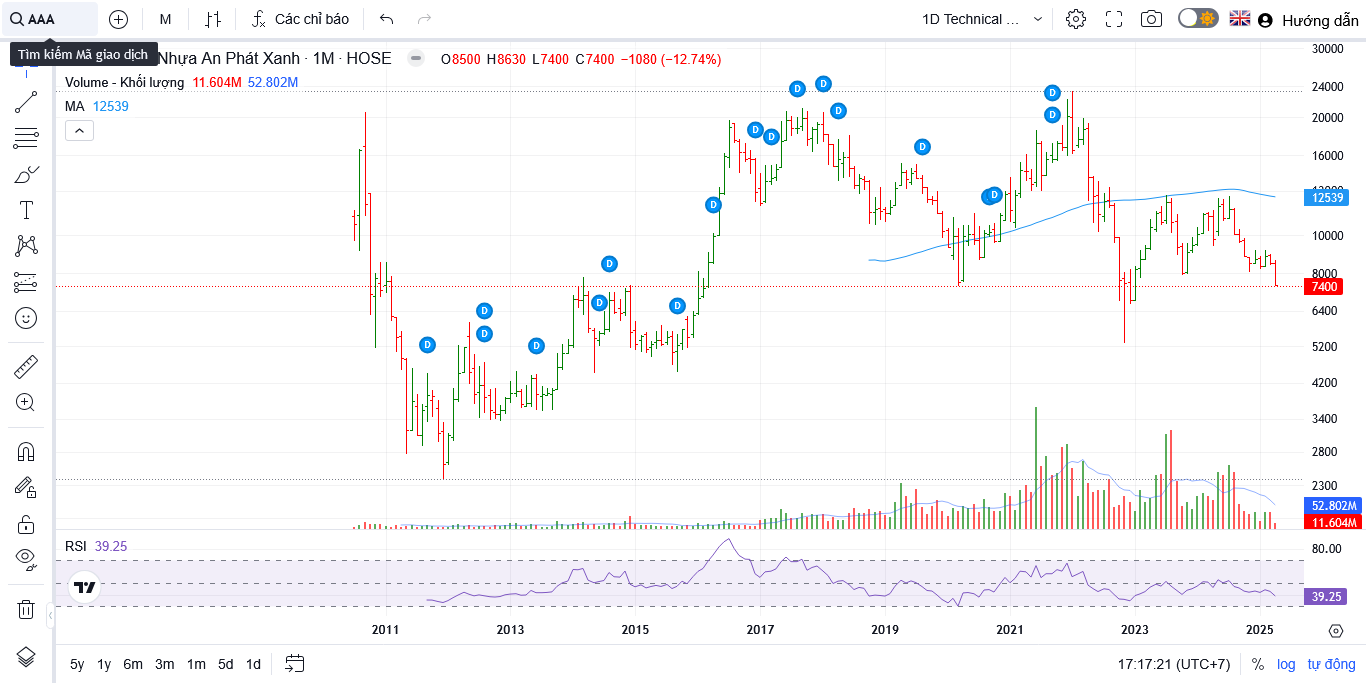 AAA
M
Các chỉ báo
1D Technical ...
Hướng dẫn
Tìm kiếm Mã giao dịch
Nhựa An Phát Xanh · 1M · HOSE
O8500 H8630 L7400 C7400 −1080 (−12.74%)
Volume - Khối lượng 11.604M 52.802M
MA 12539
D D D D D D D D D D D D D D D D D D D
30000
24000
20000
16000
13000
12539
10000
8000
7400
6400
5200
4200
3400
2800
2300
52.802M
11.604M
RSI 39.25
80.00
39.25
2011 2013 2015 2017 2019 2021 2023 2025
5y 1y 6m 3m 1m 5d 1d
17:17:21 (UTC+7) % log tự động